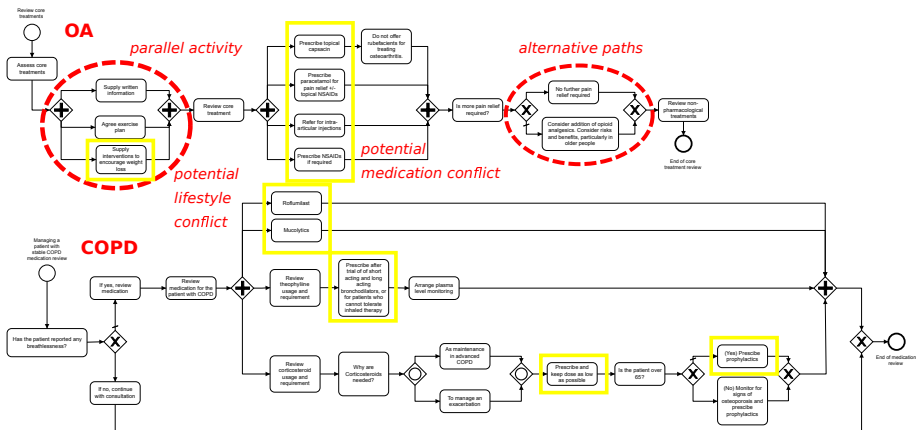 Review core
treatments
OA
Assess core
treatments
parallel activity
Supply written
information
Agree exercise
plan
Supply interventions to
encourage weight
loss
Review core
treatment
potential
lifestyle
conflict
Prescribe topical
capsacin
Do not offer
rubefacients for
treating
osteoarthritis.
Prescribe
paracetamol for
pain relief +/-
topical NSAIDs
Refer for intra-
articular injections
Prescribe NSAIDs
if required
potential
medication conflict
Is more pain relief
required?
alternative paths
No further pain
relief required
Consider addition of opioid
analgesics. Consider risks
and benefits, particularly in
older people
Review non-
pharmacological
treatments
End of core
treatment review
COPD
Managing a
patient with
stable COPD
medication review
Has the patient reported any
breathlessness?
If yes, review
medication
If no, continue
with consultation
Review
medication for the
patient with COPD
Roflumilast
Mucolytics
Review
theophylline
usage and
requirement
Prescribe after
trial of of short
acting and long
acting
bronchodilators, or
for patients who
cannot tolerate
inhaled therapy
Arrange plasma
level monitoring
Review
corticosteroid
usage and
requirement
Why are
Corticosteroids
needed?
As maintenance
in advanced
COPD
To manage an
exacerbation
Prescribe and
keep dose as low
as possible
Is the patient over
65?
(Yes) Prescibe
prophylactics
(No) Monitor for
signs of
osteoporosis and
prescibe
prophylactics
End of medication
review